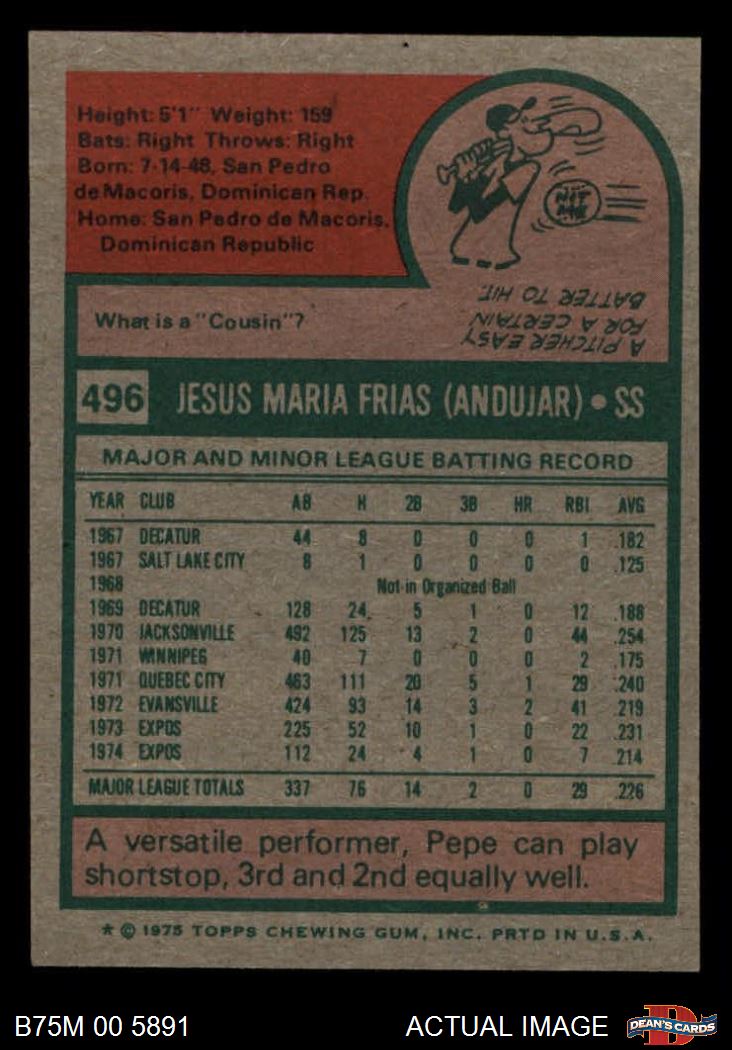 Height: 5'1" Weight: 159
Bats: Right Throws: Right
Born: 7-14-48, San Pedro
de Macoris, Dominican Rep.
Home: San Pedro de Macoris,
Dominican Republic
What is a "Cousin"?
A PITCHER EASY
FOR A CERTAIN
BATTER TO HIT.
HIT
ME
496 JESUS MARIA FRIAS (ANDUJAR) • SS
MAJOR AND MINOR LEAGUE BATTING RECORD
YEAR CLUB AB H 2B 3B HR RBI AVG
1967 DECATUR 44 8 0 0 0 1 .182
1967 SALT LAKE CITY 8 1 0 0 0 0 .125
1968 Not in Organized Ball
1969 DECATUR 128 24 5 1 0 12 .188
1970 JACKSONVILLE 492 125 13 2 0 44 .254
1971 WINNIPEG 40 7 0 0 0 2 .175
1971 QUEBEC CITY 463 111 20 5 1 29 .240
1972 EVANSVILLE 424 93 14 3 2 41 .219
1973 EXPOS 225 52 10 1 0 22 .231
1974 EXPOS 112 24 4 1 0 7 .214
MAJOR LEAGUE TOTALS 337 76 14 2 0 29 .226
A versatile performer, Pepe can play
shortstop, 3rd and 2nd equally well.
* © 1975 TOPPS CHEWING GUM, INC. PRTD IN U.S.A.
B75M 00 5891 ACTUAL IMAGE
D
DEAN'S CARDS